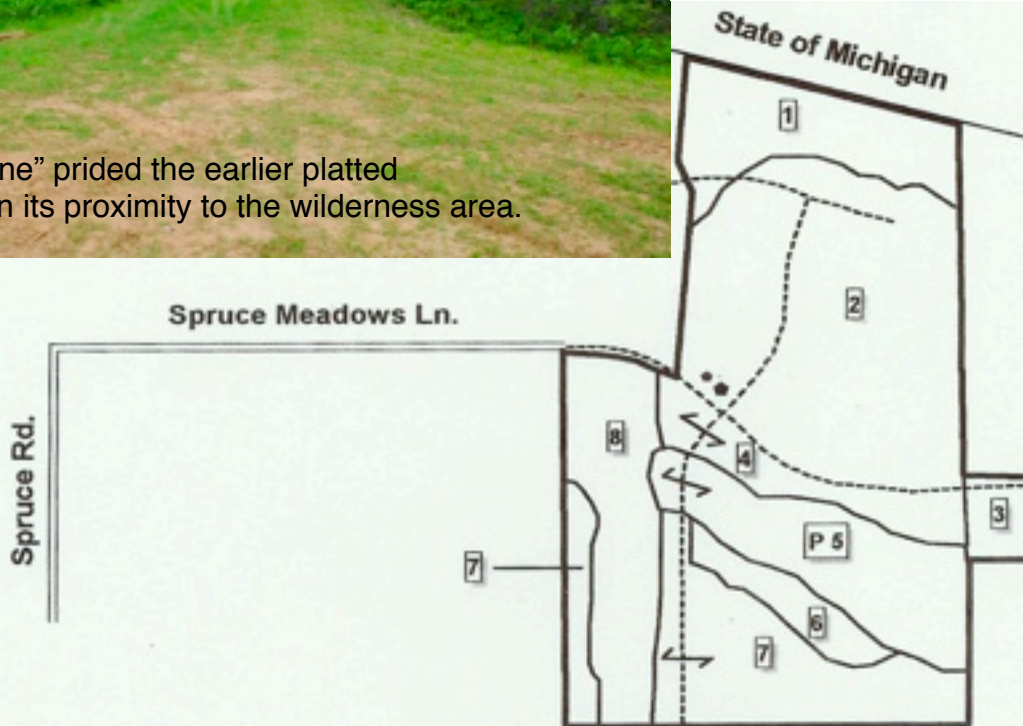 ne” prided the earlier platted
n its proximity to the wilderness area.
State of Michigan
1
2
Spruce Meadows Ln.
Spruce Rd.
8
4
3
P 5
7
6
7